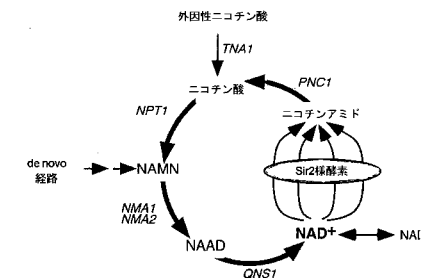 外因性ニコチン酸
TNA1
ニコチン酸
PNC1
NPT1
ニコチンアミド
de novo
経路
NAMN
Sir2様酵素
NMA1
NMA2
NAD+
NAAD
QNS1